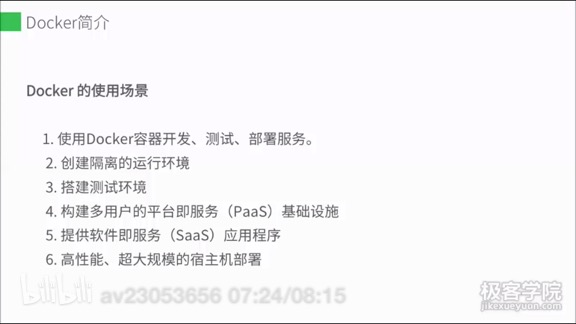 Docker简介
Docker 的使用场景
1. 使用Docker容器开发、测试、部署服务。
2. 创建隔离的运行环境
3. 搭建测试环境
4. 构建多用户的平台即服务（PaaS）基础设施
5. 提供软件即服务（SaaS）应用程序
6. 高性能、超大规模的宿主机部署
bilibili av23053656 07:24/08:15
极客学院
jikexueyuan.com